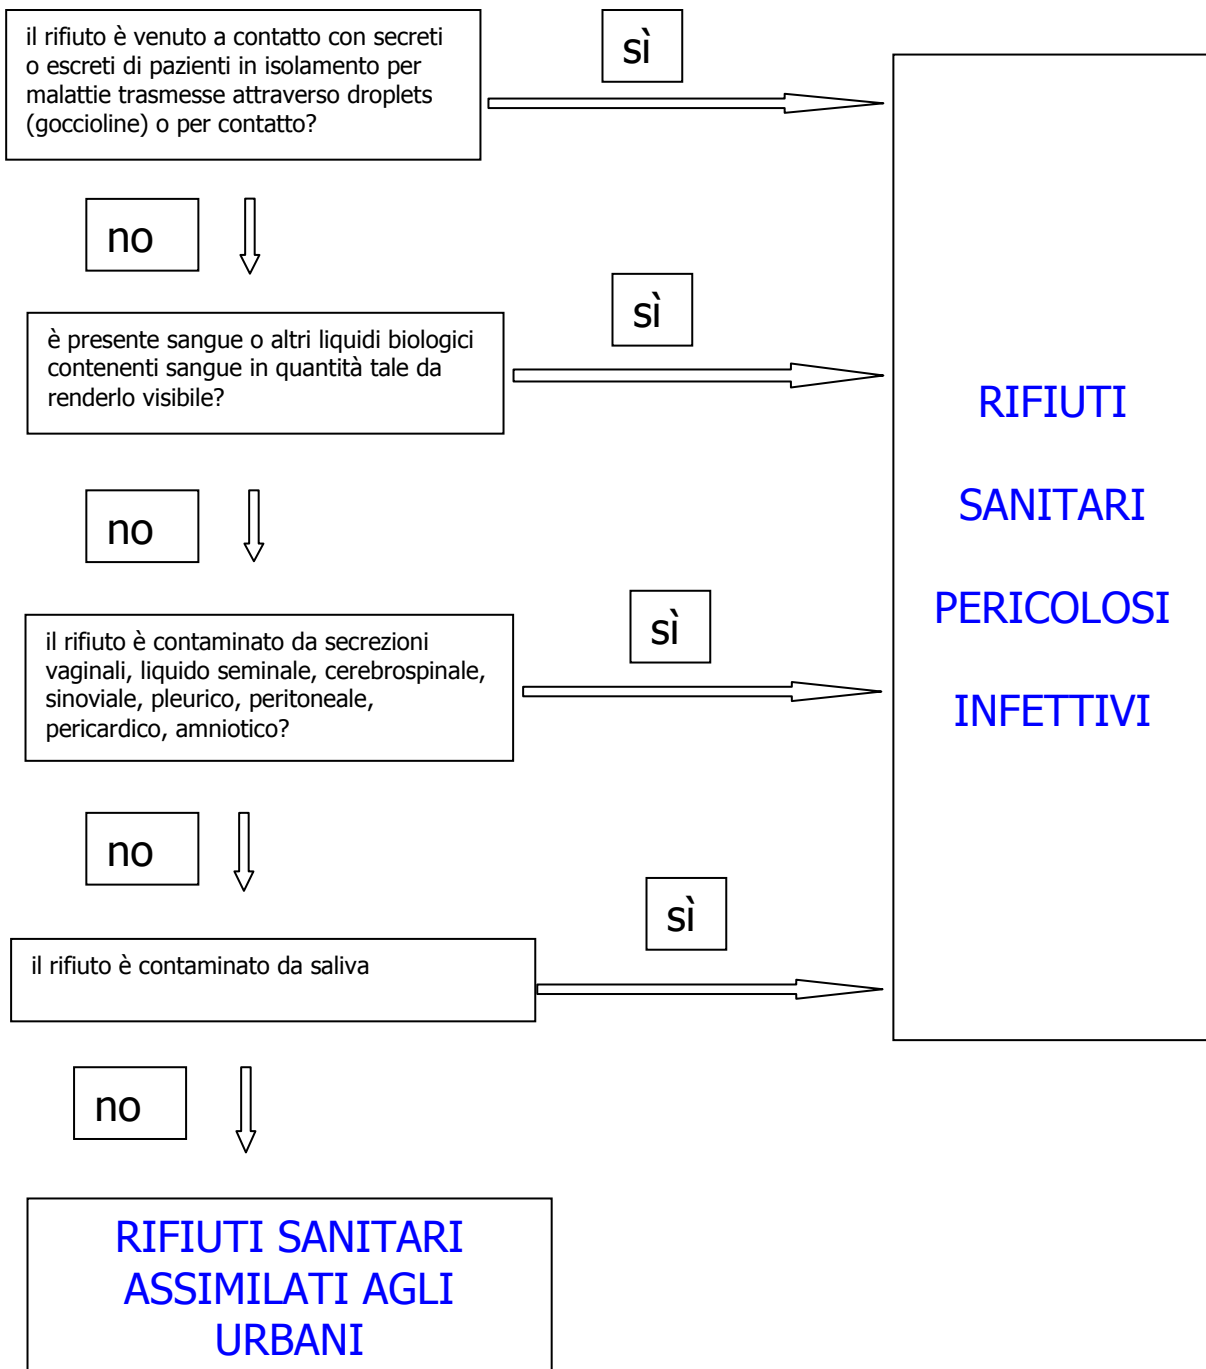 il rifiuto è venuto a contatto con secreti
o escreti di pazienti in isolamento per
malattie trasmesse attraverso droplets
(goccioline) o per contatto?
sì
no
è presente sangue o altri liquidi biologici
contenenti sangue in quantità tale da
renderlo visibile?
sì
no
il rifiuto è contaminato da secrezioni
vaginali, liquido seminale, cerebrospinale,
sinoviale, pleurico, peritoneale,
pericardico, amniotico?
sì
no
il rifiuto è contaminato da saliva
sì
no
RIFIUTI
SANITARI
PERICOLOSI
INFETTIVI
RIFIUTI SANITARI
ASSIMILATI AGLI
URBANI